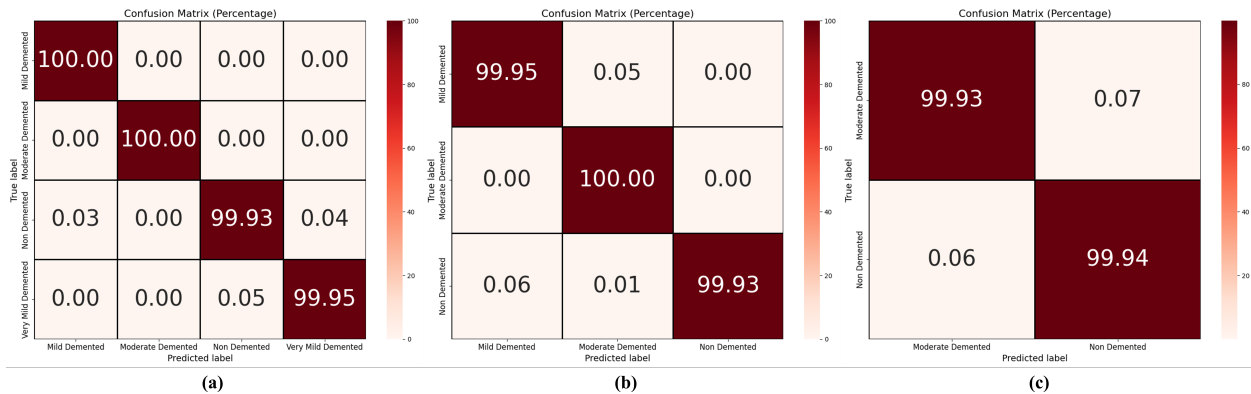 Confusion Matrix (Percentage)
True label
Mild Demented
Moderate Demented
Non Demented
Very Mild Demented
100.00 0.00 0.00 0.00
0.00 100.00 0.00 0.00
0.03 0.00 99.93 0.04
0.00 0.00 0.05 99.95
Mild Demented Moderate Demented Non Demented Very Mild Demented
Predicted label
100
80
60
40
20
0
(a)
Confusion Matrix (Percentage)
True label
Mild Demented
Moderate Demented
Non Demented
99.95 0.05 0.00
0.00 100.00 0.00
0.06 0.01 99.93
Mild Demented Moderate Demented Non Demented
Predicted label
100
80
60
40
20
0
(b)
Confusion Matrix (Percentage)
True label
Moderate Demented
Non Demented
99.93 0.07
0.06 99.94
Moderate Demented Non Demented
Predicted label
80
60
40
20
(c)